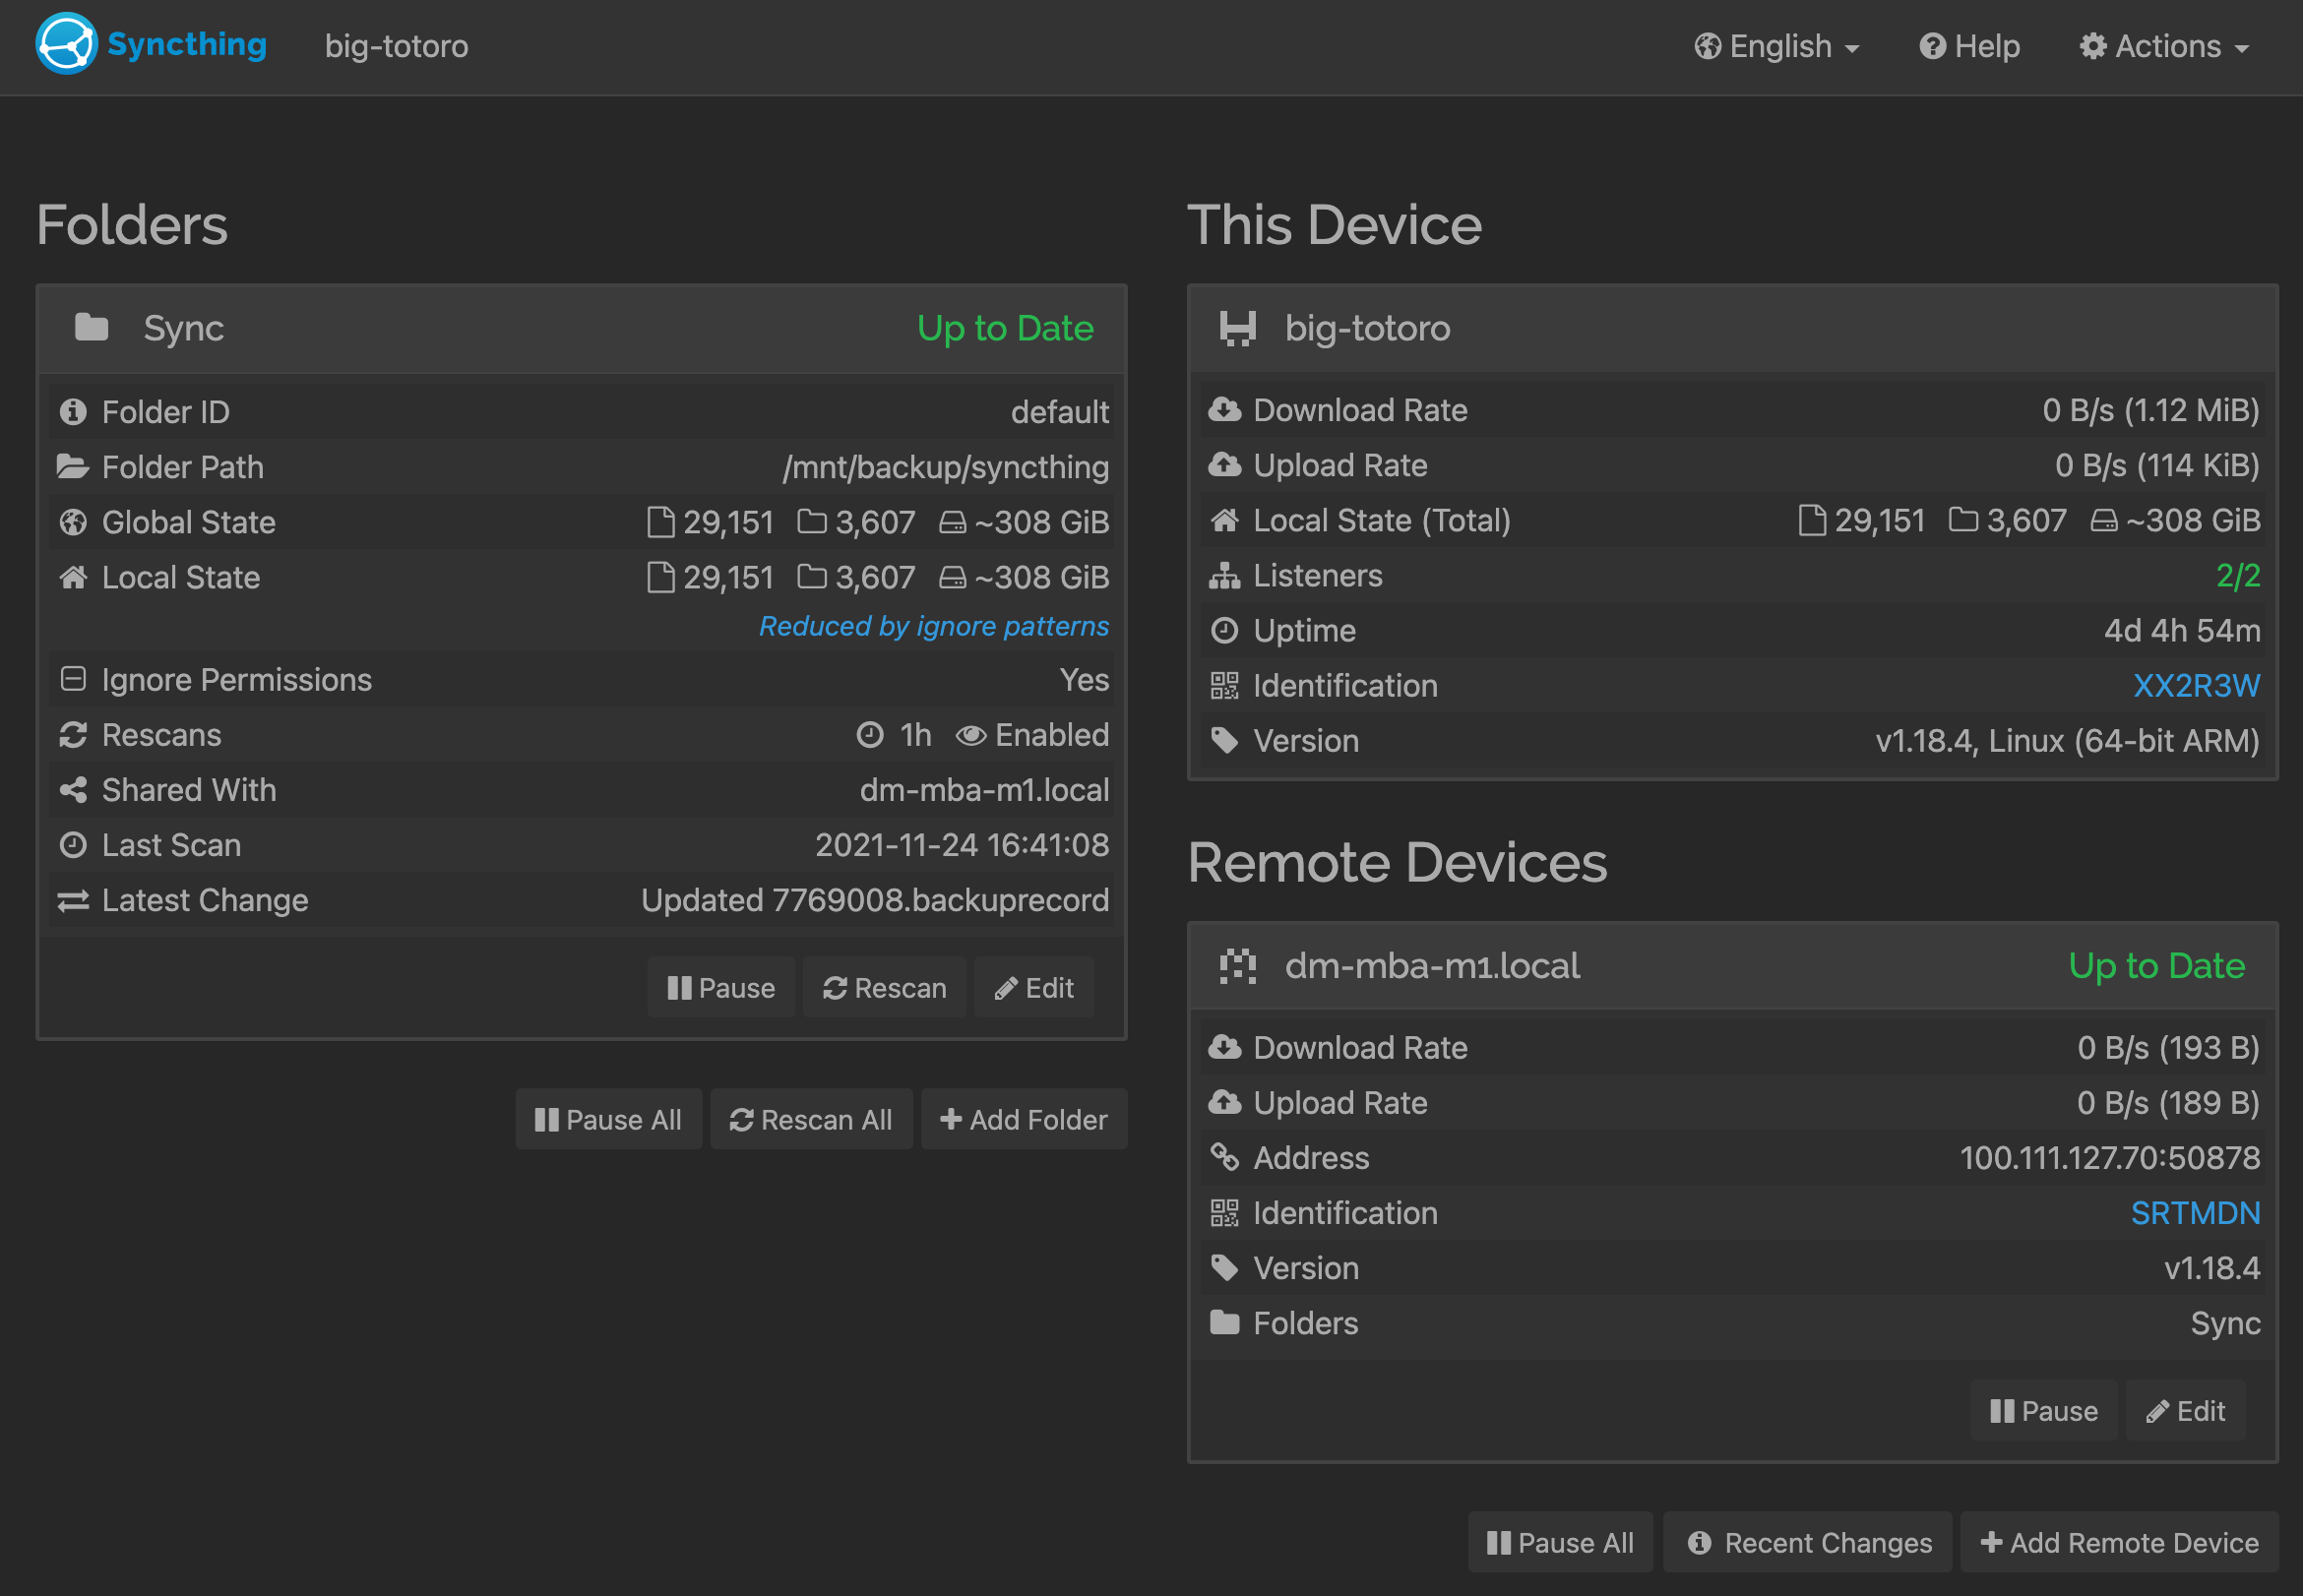 Syncthing big-totoro English Help Actions
Folders
Sync Up to Date
Folder ID default
Folder Path /mnt/backup/syncthing
Global State 29,151 3,607 ~308 GiB
Local State 29,151 3,607 ~308 GiB
Reduced by ignore patterns
Ignore Permissions Yes
Rescans 1h Enabled
Shared With dm-mba-m1.local
Last Scan 2021-11-24 16:41:08
Latest Change Updated 7769008.backuprecord
Pause Rescan Edit
Pause All Rescan All Add Folder
This Device
big-totoro
Download Rate 0 B/s (1.12 MiB)
Upload Rate 0 B/s (114 KiB)
Local State (Total) 29,151 3,607 ~308 GiB
Listeners 2/2
Uptime 4d 4h 54m
Identification XX2R3W
Version v1.18.4, Linux (64-bit ARM)
Remote Devices
dm-mba-m1.local Up to Date
Download Rate 0 B/s (193 B)
Upload Rate 0 B/s (189 B)
Address 100.111.127.70:50878
Identification SRTMDN
Version v1.18.4
Folders Sync
Pause Edit
Pause All Recent Changes Add Remote Device